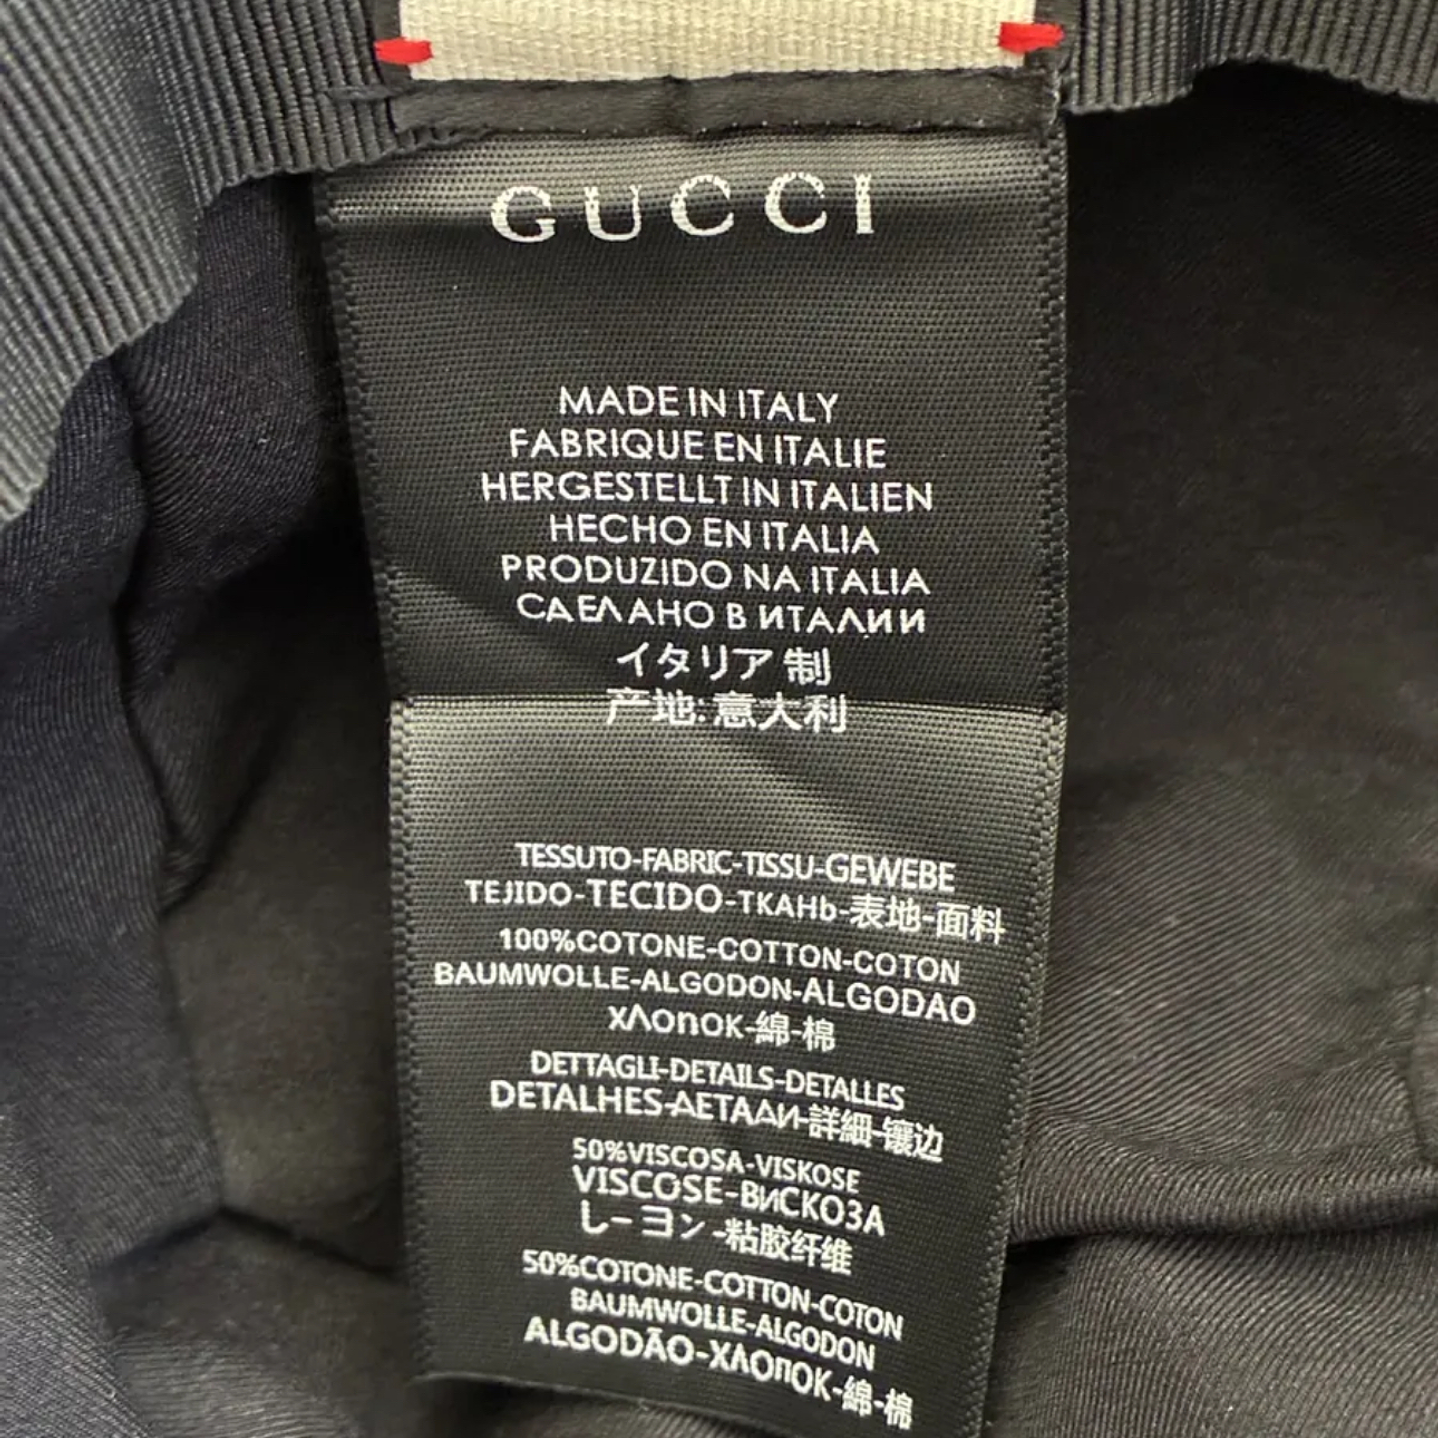 GUCCI
MADE IN ITALY
FABRIQUE EN ITALIE
HERGESTELLT IN ITALIEN
HECHO EN ITALIA
PRODUZIDO NA ITALIA
СДЕЛАНО В ИТАЛИИ
イタリア 制
产地:意大利
TESSUTO-FABRIC-TISSU-GEWEBE
TEJIDO-TECIDO-ТКАНЬ-表地-面料
100%COTONE-COTTON-COTON
BAUMWOLLE-ALGODON-ALGODAO
ХЛОПОК-綿-棉
DETTAGLI-DETAILS-DETALLES
DETALHES-ДЕТАЛИ-詳細-镶边
50%VISCOSA-VISKOSE
VISCOSE-ВИСКОЗА
し-ヨン-粘胶纤维
50%COTONE-COTTON-COTON
BAUMWOLLE-ALGODON
ALGODÃO-ХЛОПОК-綿-棉